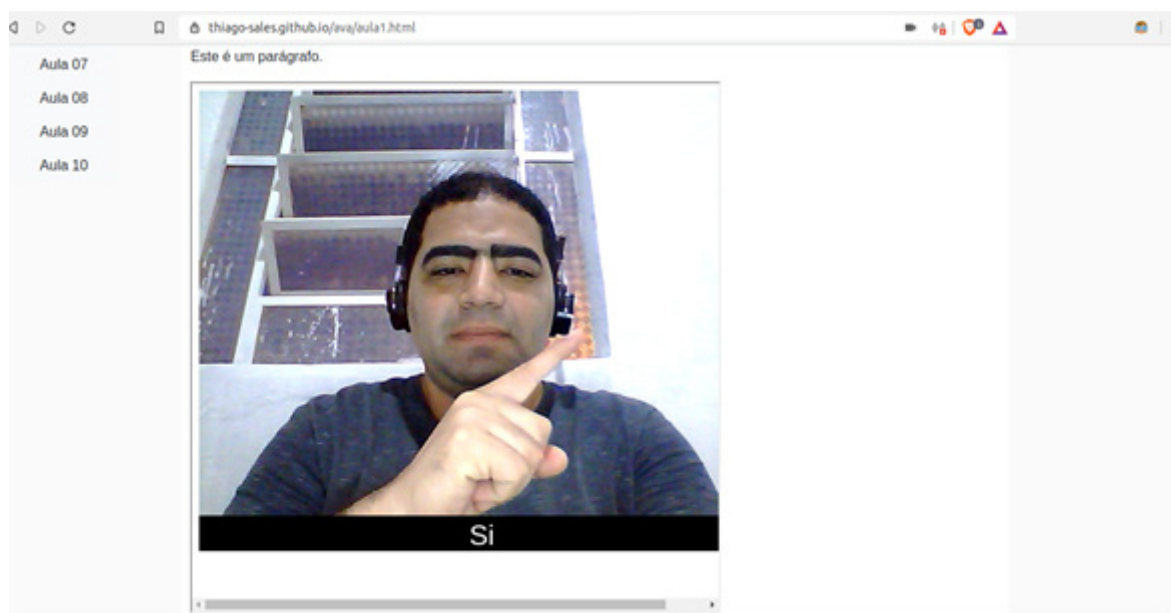 thiago-sales.github.io/ava/aula1.html
Aula 07
Aula 08
Aula 09
Aula 10
Este é um parágrafo.
Si